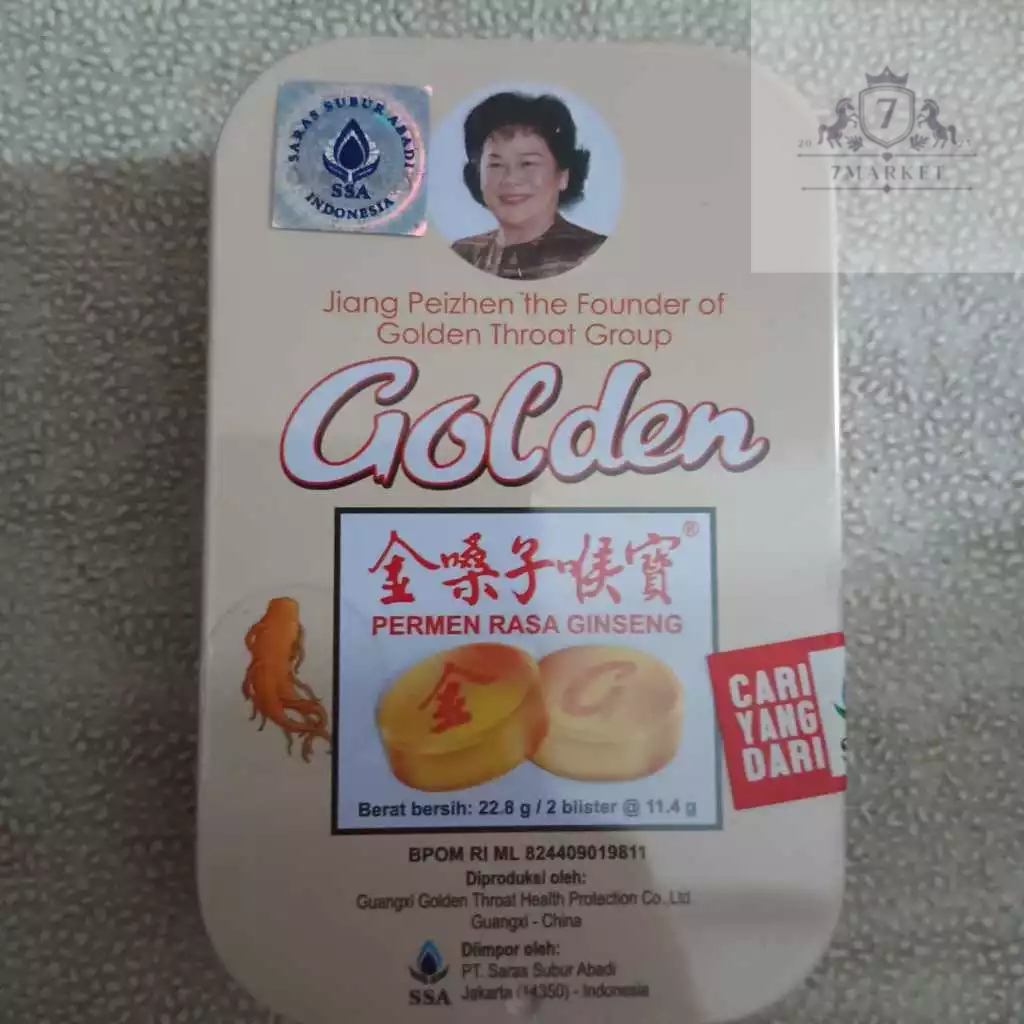 SARAS SUBUR ABADI
SSA
INDONESIA
7
20
7MARKET
Jiang Peizhen the Founder of
Golden Throat Group
Golden
金嗓子喉寶®
PERMEN RASA GINSENG
金 G
Berat bersih: 22.8 g / 2 blister @ 11.4 g
CARI
YANG
DARI
BPOM RI ML 824409019811
Diproduksi oleh:
Guangxi Golden Throat Health Protection Co., Ltd
Guangxi - China
Diimpor oleh:
PT. Saras Subur Abadi
SSA Jakarta (14350) - Indonesia